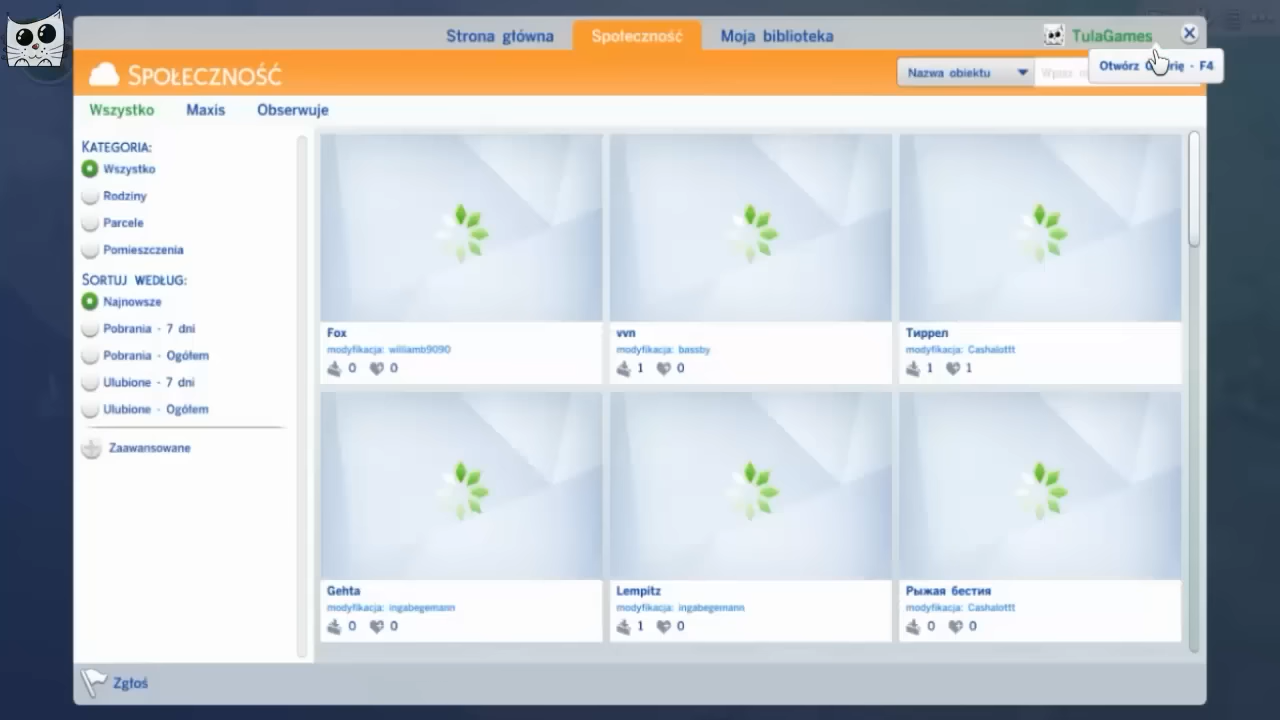 Strona główna
Społeczność
Moja biblioteka
TulaGames
SPOŁECZNOŚĆ
Nazwa obiektu
Otwórz - F4
Wszystko
Maxis
Obserwuje
KATEGORIA:
Wszystko
Rodziny
Parcele
Pomieszczenia
SORTUJ WEDŁUG:
Najnowsze
Pobrania - 7 dni
Pobrania - Ogółem
Ulubione - 7 dni
Ulubione - Ogółem
Zaawansowane
Fox
modyfikacja: williamb9090
0 0
vvn
modyfikacja: bassby
1 0
Тиррел
modyfikacja: Cashalottt
1 1
Gehta
modyfikacja: ingabegemann
0 0
Lempitz
modyfikacja: ingabegemann
1 0
Рыжая бестия
modyfikacja: Cashalottt
0 0
Zgłoś